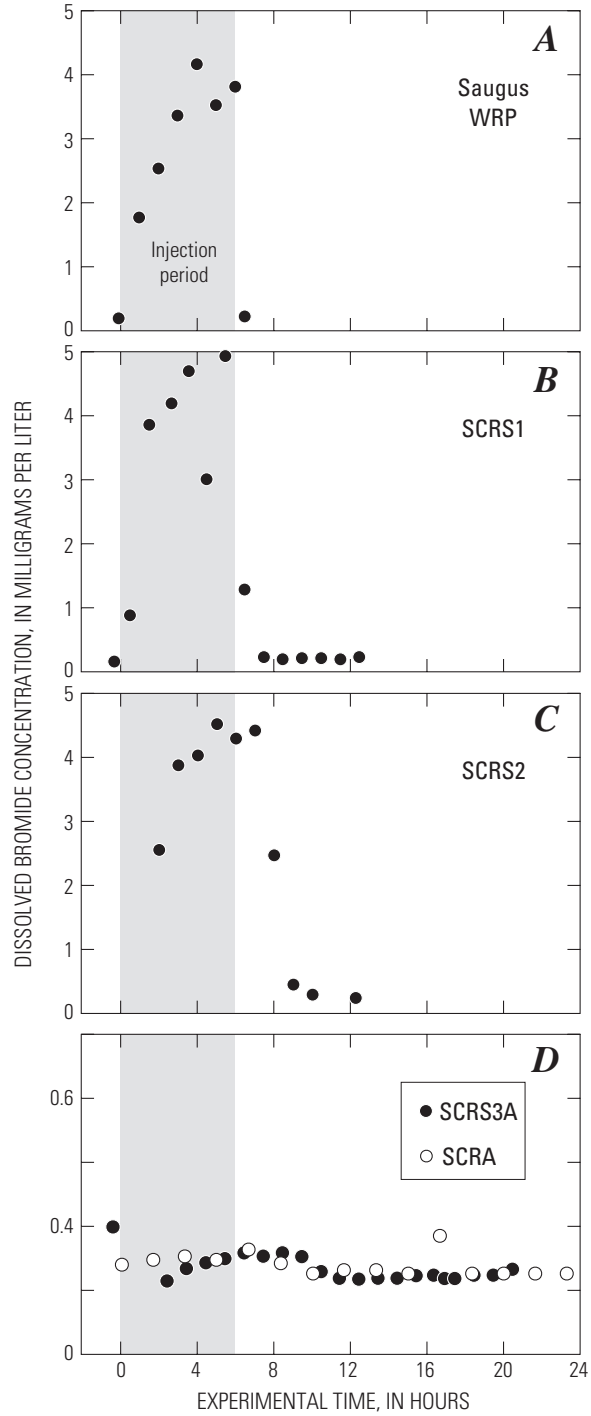 DISSOLVED BROMIDE CONCENTRATION, IN MILLIGRAMS PER LITER
A
Saugus
WRP
Injection
period
5
4
3
2
1
0
B
SCRS1
5
4
3
2
1
0
C
SCRS2
5
4
3
2
1
0
D
SCRS3A
SCRA
0.6
0.4
0
0 4 8 12 16 20 24
EXPERIMENTAL TIME, IN HOURS